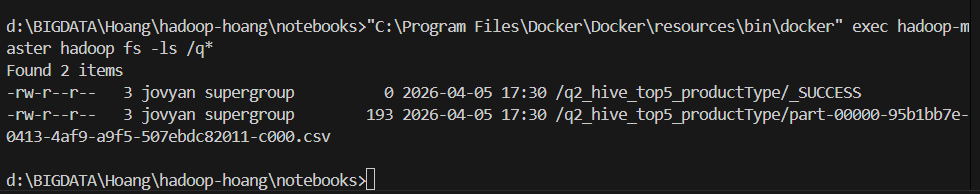 d:\BIGDATA\Hoang\hadoop-hoang\notebooks>"C:\Program Files\Docker\Docker\resources\bin\docker" exec hadoop-m
aster hadoop fs -ls /q*
Found 2 items
-rw-r--r--   3 jovyan supergroup          0 2026-04-05 17:30 /q2_hive_top5_productType/_SUCCESS
-rw-r--r--   3 jovyan supergroup        193 2026-04-05 17:30 /q2_hive_top5_productType/part-00000-95b1bb7e-
0413-4af9-a9f5-507ebdc82011-c000.csv
d:\BIGDATA\Hoang\hadoop-hoang\notebooks>